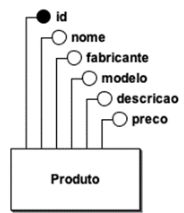 id
nome
fabricante
modelo
descricao
preco
Produto